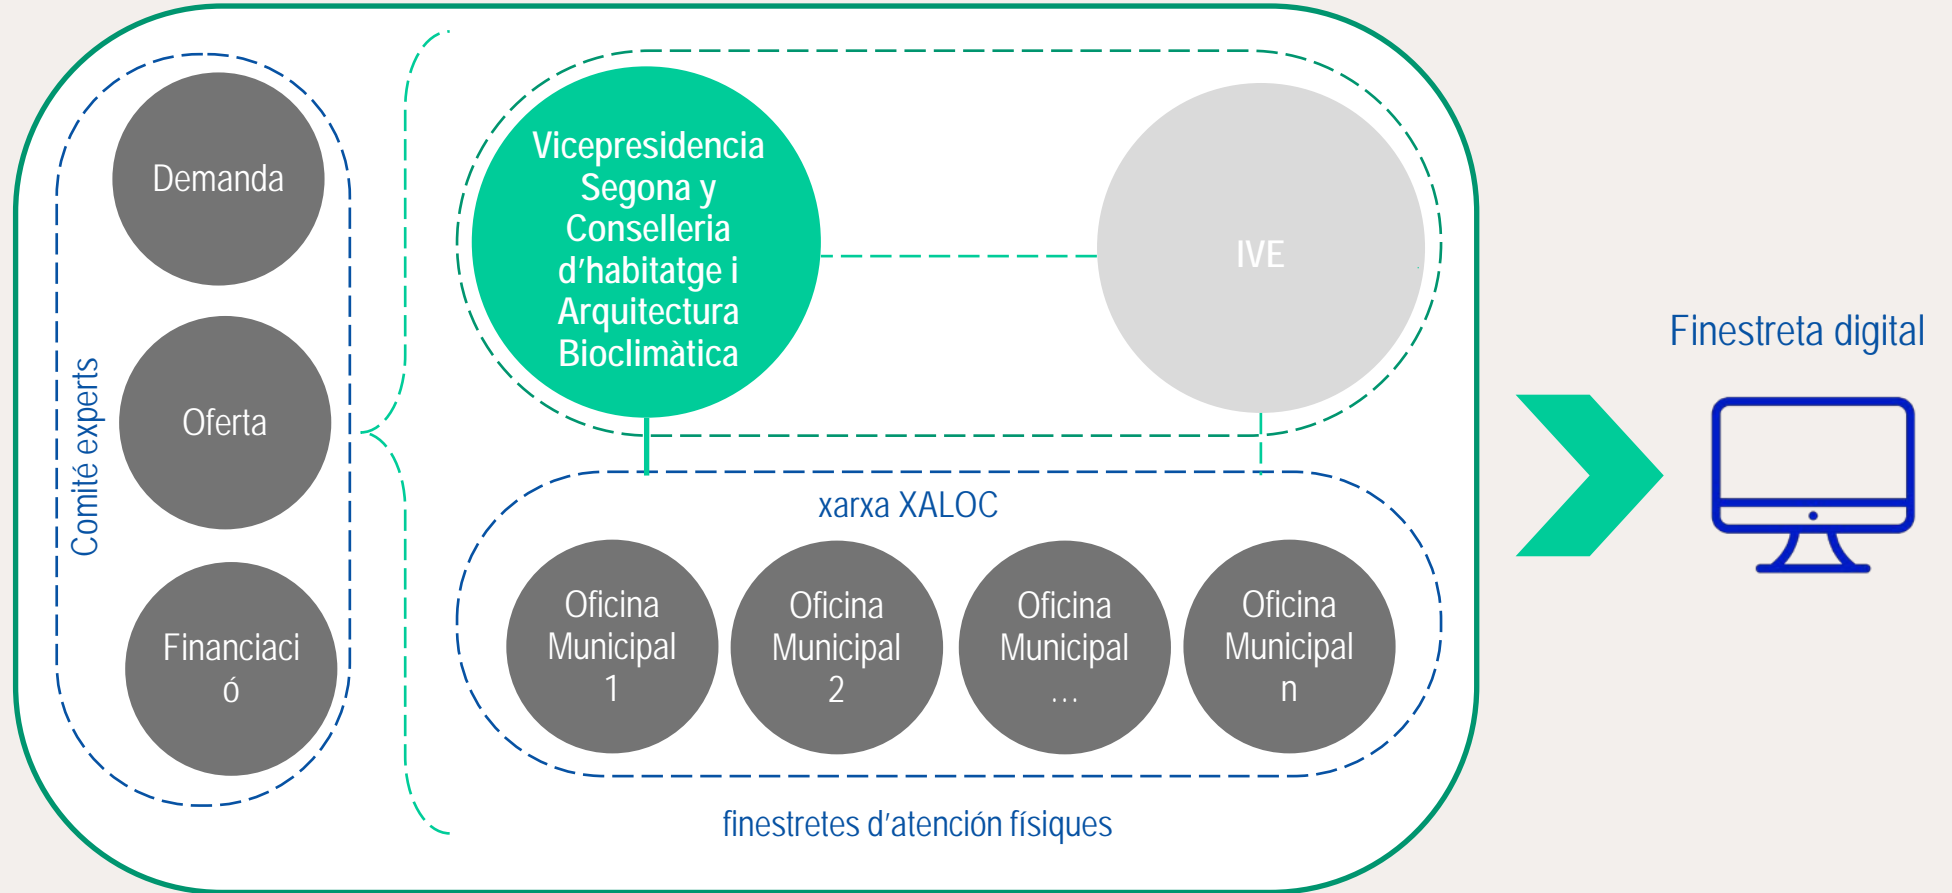 Comité experts
Demanda
Oferta
Financiaci
ó
Vicepresidencia
Segona y
Conselleria
d'habitatge i
Arquitectura
Bioclimàtica
IVE
xarxa XALOC
Oficina
Municipal
1
Oficina
Municipal
2
Oficina
Municipal
...
Oficina
Municipal
n
finestretes d'atención físiques
Finestreta digital